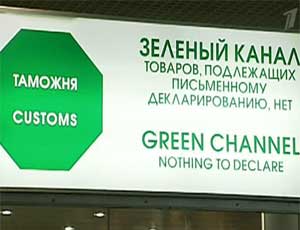 ТАМОЖНЯ
CUSTOMS
ЗЕЛЕНЫЙ КАНАЛ
ТОВАРОВ, ПОДЛЕЖАЩИХ
ПИСЬМЕННОМУ
ДЕКЛАРИРОВАНИЮ, НЕТ
GREEN CHANNEL
NOTHING TO DECLARE